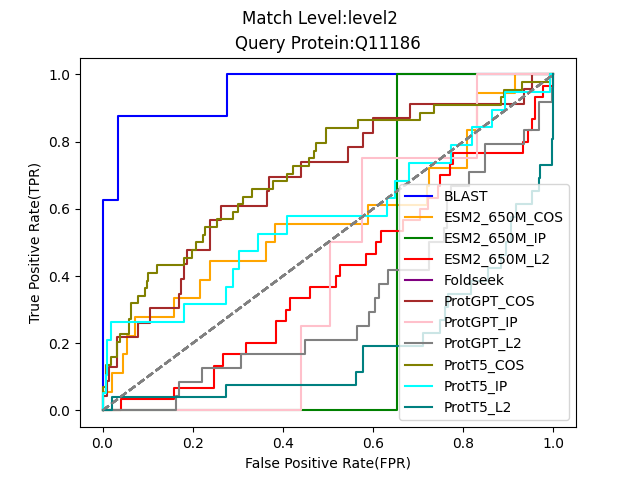 Match Level:level2
Query Protein:Q11186
True Positive Rate(TPR)
1.0
0.8
0.6
0.4
0.2
0.0
BLAST
ESM2_650M_COS
ESM2_650M_IP
ESM2_650M_L2
Foldseek
ProtGPT_COS
ProtGPT_IP
ProtGPT_L2
ProtT5_COS
ProtT5_IP
ProtT5_L2
0.0 0.2 0.4 0.6 0.8 1.0
False Positive Rate(FPR)